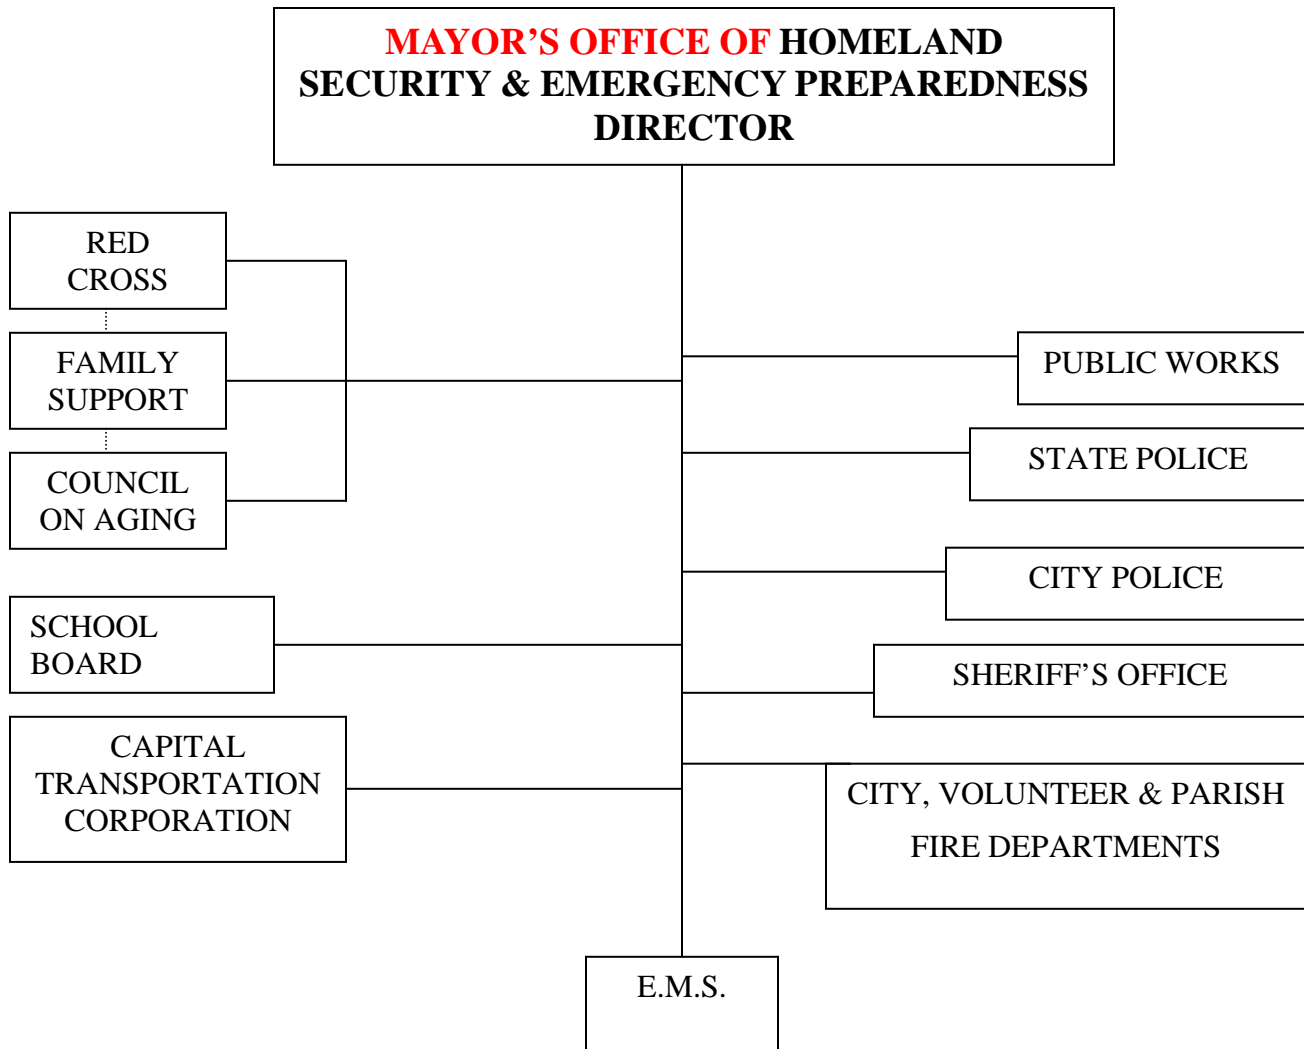 MAYOR’S OFFICE OF HOMELAND
SECURITY & EMERGENCY PREPAREDNESS
DIRECTOR
RED
CROSS
FAMILY
SUPPORT
COUNCIL
ON AGING
SCHOOL
BOARD
CAPITAL
TRANSPORTATION
CORPORATION
PUBLIC WORKS
STATE POLICE
CITY POLICE
SHERIFF’S OFFICE
CITY, VOLUNTEER & PARISH
FIRE DEPARTMENTS
E.M.S.